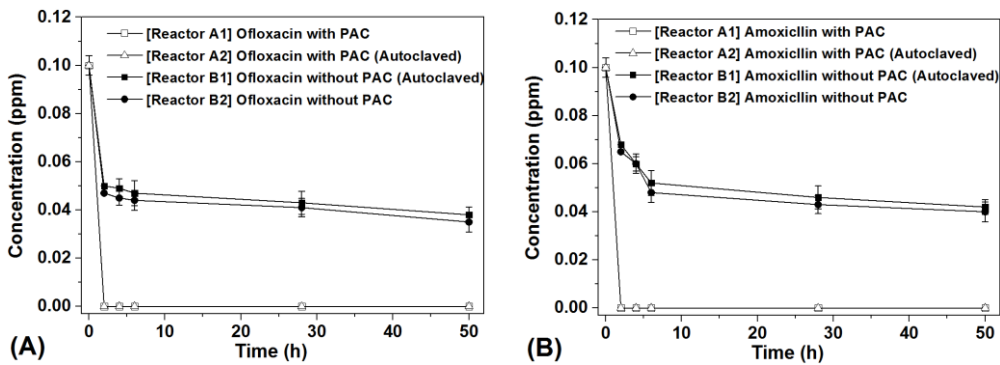 0.12
0.10
0.08
0.06
0.04
0.02
0.00
Concentration (ppm)
[Reactor A1] Ofloxacin with PAC
[Reactor A2] Ofloxacin with PAC (Autoclaved)
[Reactor B1] Ofloxacin without PAC (Autoclaved)
[Reactor B2] Ofloxacin without PAC
0 10 20 30 40 50
Time (h)
(A)
0.12
0.10
0.08
0.06
0.04
0.02
0.00
Concentration (ppm)
[Reactor A1] Amoxicllin with PAC
[Reactor A2] Amoxicllin with PAC (Autoclaved)
[Reactor B1] Amoxicllin without PAC (Autoclaved)
[Reactor B2] Amoxicllin without PAC
0 10 20 30 40 50
Time (h)
(B)